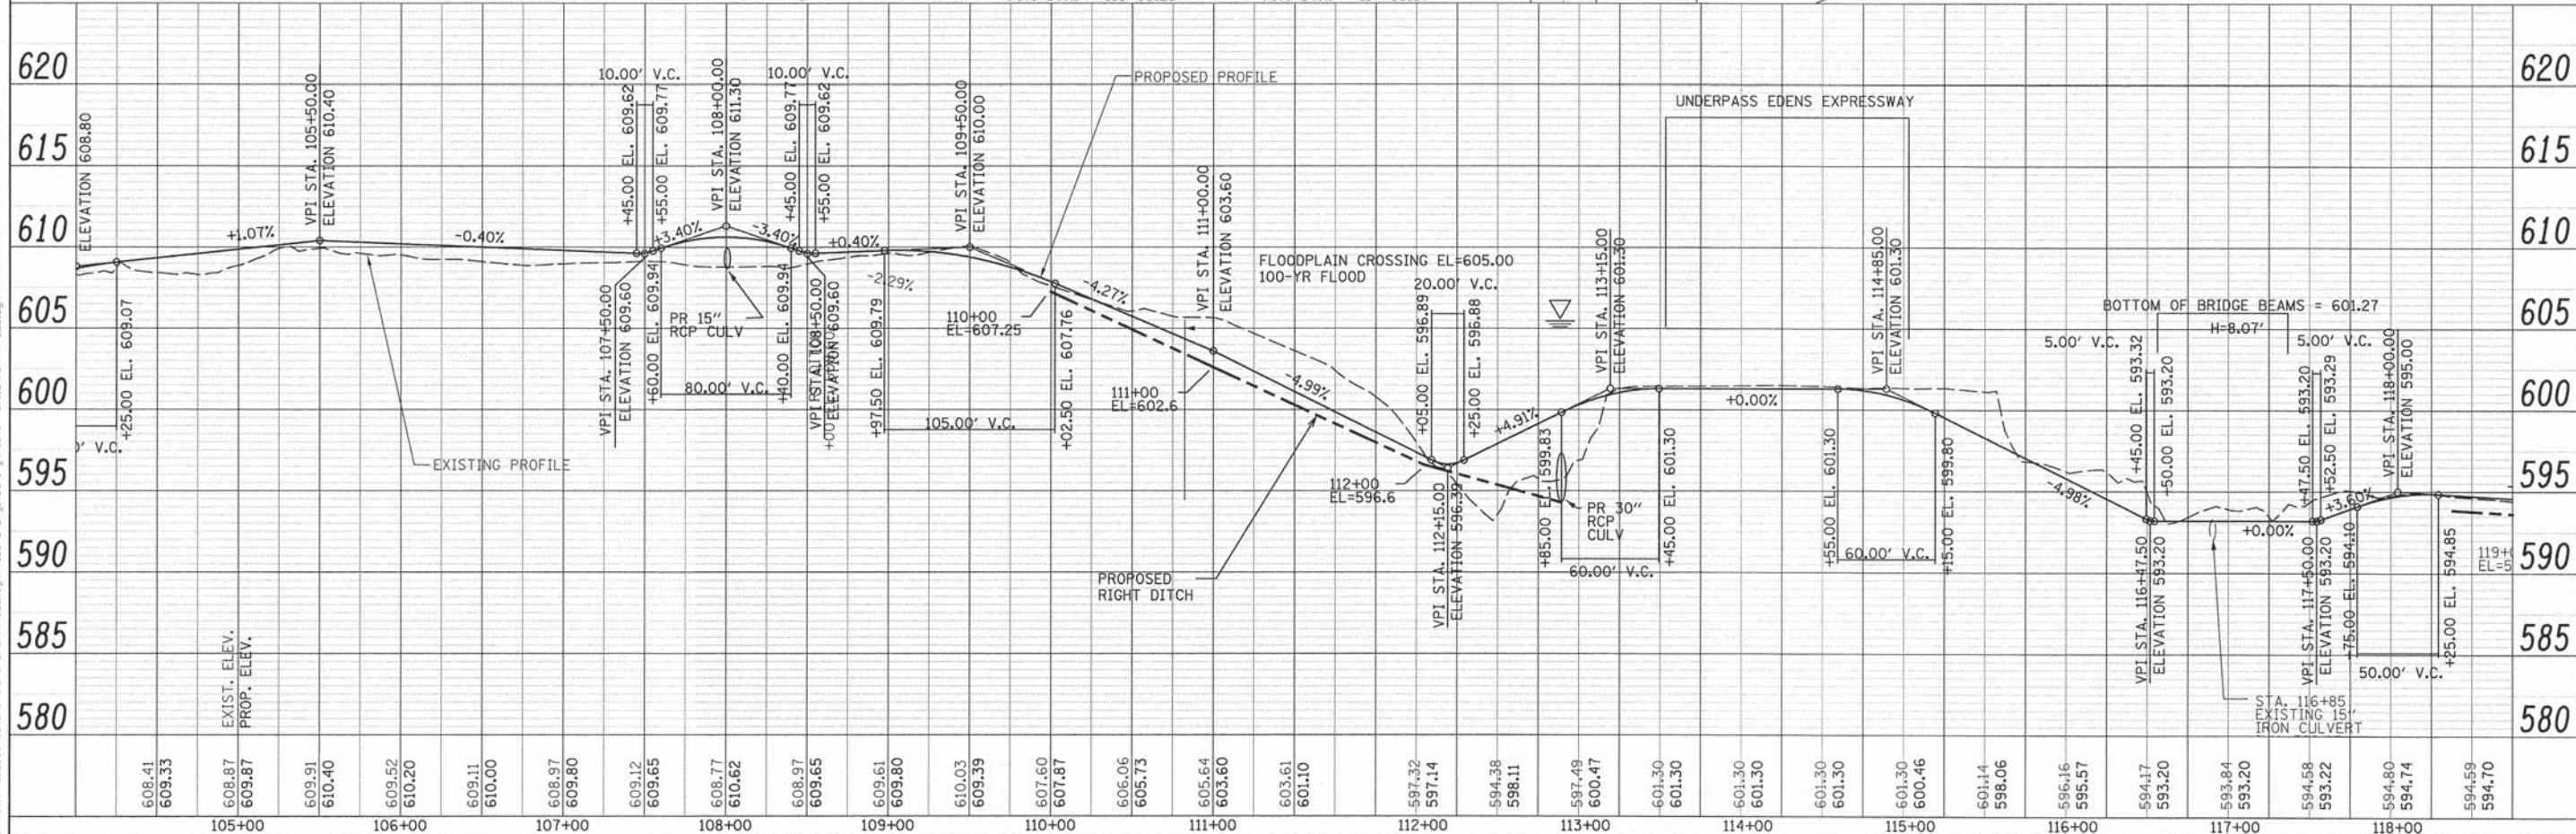 620
615
610
605
600
595
590
585
580
ELEVATION 608.80
+25.00 EL. 609.07
' V.C.
+1.07%
VPI STA. 105+50.00
ELEVATION 610.40
-0.40%
EXISTING PROFILE
EXIST. ELEV.
PROP. ELEV.
10.00' V.C.
+45.00 EL. 609.62
+55.00 EL. 609.77
VPI STA. 107+50.00
ELEVATION 609.60
+60.00 EL. 609.94
+3.40%
VPI STA. 108+00.00
ELEVATION 611.30
PR 15"
RCP CULV
80.00' V.C.
-3.40%
10.00' V.C.
+45.00 EL. 609.77
+55.00 EL. 609.62
+40.00 EL. 609.94
VPI STA. 108+50.00
ELEVATION 609.60
+0.40%
-2.29%
+97.50 EL. 609.79
105.00' V.C.
VPI STA. 109+50.00
ELEVATION 610.00
+02.50 EL. 607.76
PROPOSED PROFILE
110+00
EL=607.25
-4.27%
VPI STA. 111+00.00
ELEVATION 603.60
111+00
EL=602.6
-4.99%
PROPOSED
RIGHT DITCH
FLOODPLAIN CROSSING EL=605.00
100-YR FLOOD
20.00' V.C.
+05.00 EL. 596.89
+25.00 EL. 596.88
112+00
EL=596.6
VPI STA. 112+15.00
ELEVATION 596.39
+4.91%
+85.00 EL. 599.83
PR 30"
RCP
CULV
60.00' V.C.
+45.00 EL. 601.30
VPI STA. 113+15.00
ELEVATION 601.30
UNDERPASS EDENS EXPRESSWAY
+0.00%
+55.00 EL. 601.30
60.00' V.C.
+15.00 EL. 599.80
VPI STA. 114+85.00
ELEVATION 601.30
-4.98%
BOTTOM OF BRIDGE BEAMS = 601.27
H=8.07'
5.00' V.C.
+45.00 EL. 593.32
+50.00 EL. 593.20
VPI STA. 116+47.50
ELEVATION 593.20
+0.00%
STA. 116+85
EXISTING 15"
IRON CULVERT
5.00' V.C.
+47.50 EL. 593.20
+52.50 EL. 593.29
VPI STA. 117+50.00
ELEVATION 593.20
+3.60%
+75.00 EL. 594.10
50.00' V.C.
+25.00 EL. 594.85
VPI STA. 118+00.00
ELEVATION 595.00
119+
EL=5
620
615
610
605
600
595
590
585
580
608.41
609.33
608.87
609.87
609.91
610.40
609.52
610.20
609.11
610.00
608.97
609.80
609.12
609.65
608.77
610.62
608.97
609.65
609.61
609.80
610.03
609.39
607.60
607.87
606.06
605.73
605.64
603.60
603.61
601.10
597.32
597.14
594.38
598.11
597.49
600.47
601.30
601.30
601.30
601.30
601.30
601.30
601.30
600.46
601.14
598.06
596.16
595.57
594.17
593.20
593.84
593.20
594.58
593.22
594.80
594.74
594.59
594.70
105+00 106+00 107+00 108+00 109+00 110+00 111+00 112+00 113+00 114+00 115+00 116+00 117+00 118+00